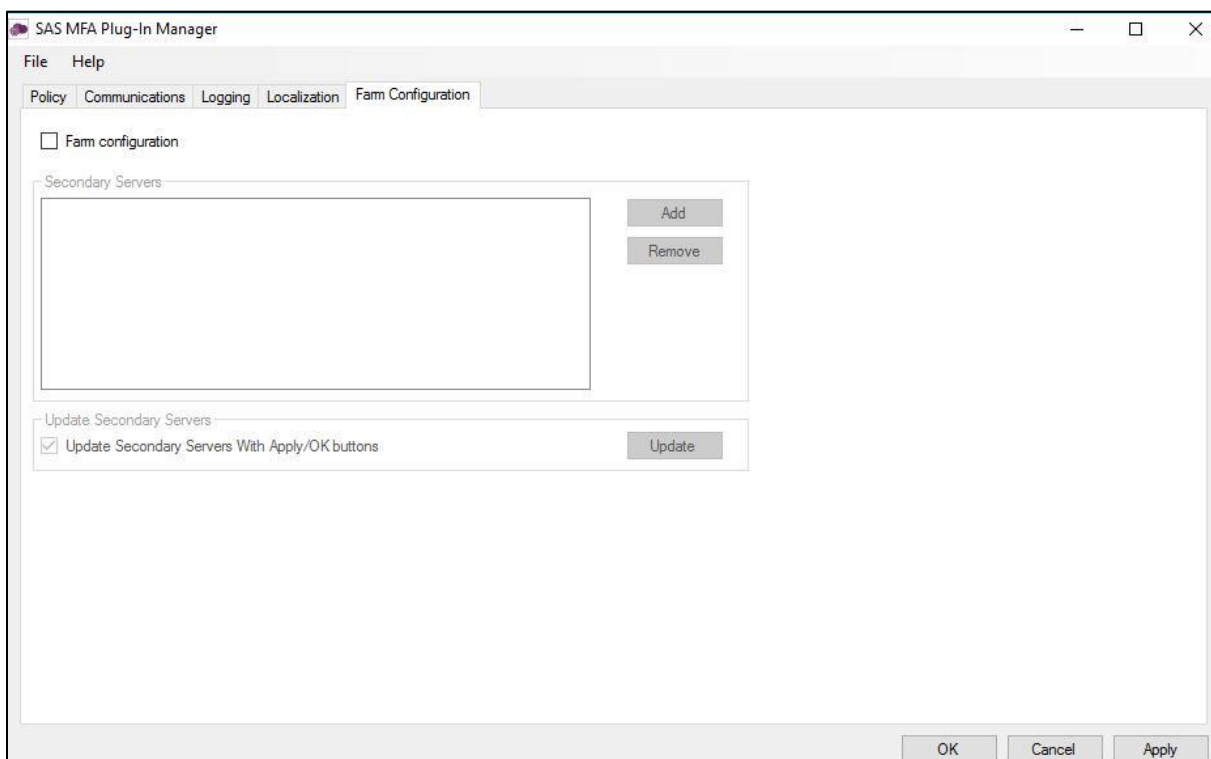 SAS MFA Plug-In Manager
File Help
Policy Communications Logging Localization Farm Configuration
Farm configuration
Secondary Servers
Add
Remove
Update Secondary Servers
Update Secondary Servers With Apply/OK buttons Update
OK Cancel Apply